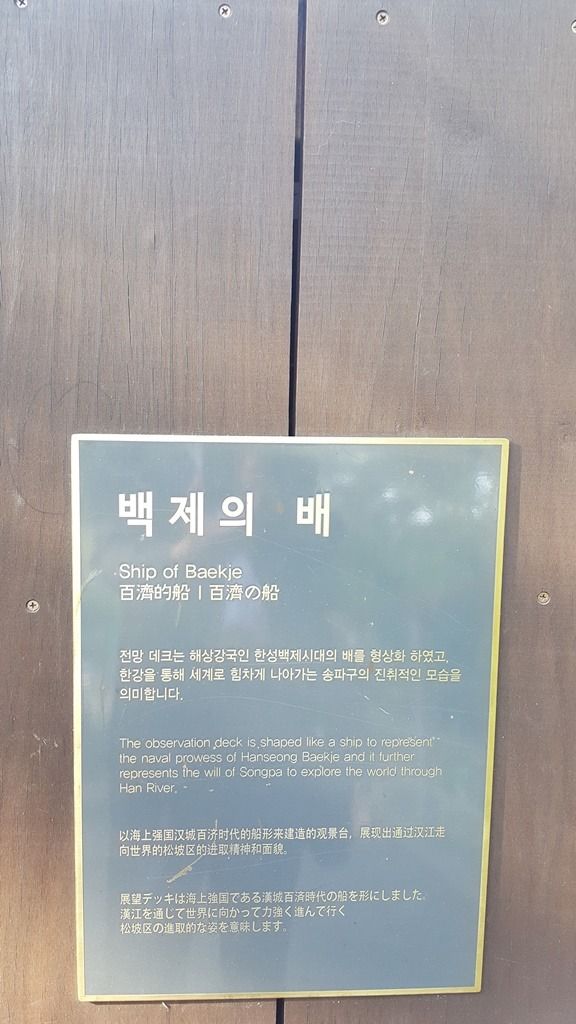 백제의 배
Ship of Baekje
百濟的船 | 百濟の船
전망 데크는 해상강국인 한성백제시대의 배를 형상화 하였고,
한강을 통해 세계로 힘차게 나아가는 송파구의 진취적인 모습을
의미합니다.
The observation deck is shaped like a ship to represent
the naval prowess of Hanseong Baekje and it further
represents the will of Songpa to explore the world through
Han River.
以海上强国汉城百济时代的船形来建造的观景台，展现出通过汉江走
向世界的松坡区的进取精神和面貌。
展望デッキは海上強国である漢城百済時代の船を形にしました。
漢江を通じて世界に向かって力強く進んで行く
松坡区の進取的な姿を意味します。